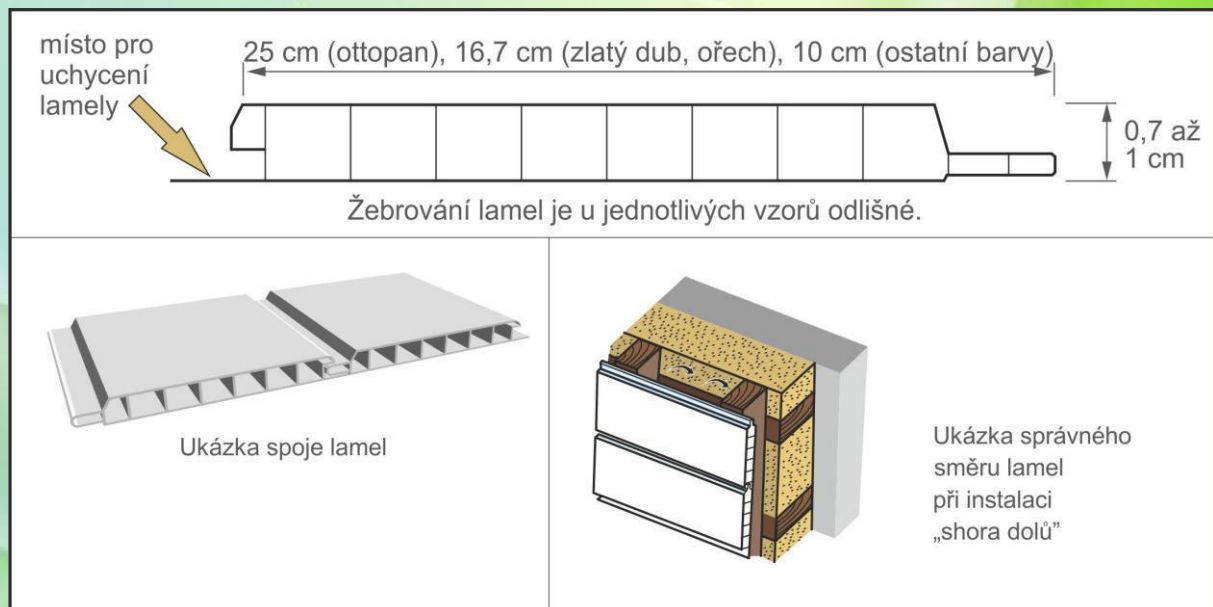 místo pro
uchycení
lamely
25 cm (ottopan), 16,7 cm (zlatý dub, ořech), 10 cm (ostatní barvy)
0,7 až
1 cm
Žebrování lamel je u jednotlivých vzorů odlišné.
Ukázka spoje lamel
Ukázka správného
směru lamel
při instalaci
„shora dolů”